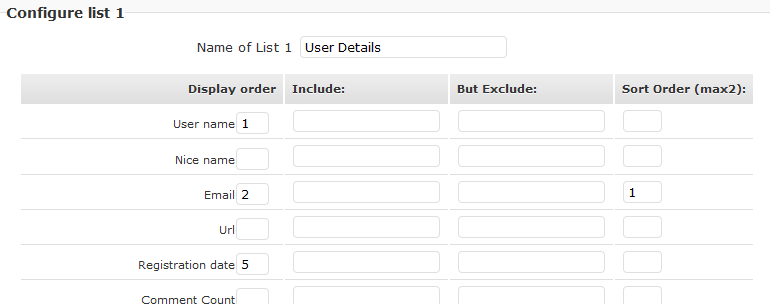 Configure list 1
Name of List 1 User Details
Display order Include: But Exclude: Sort Order (max2):
User name 1
Nice name
Email 2 1
Url
Registration date 5
Comment Count